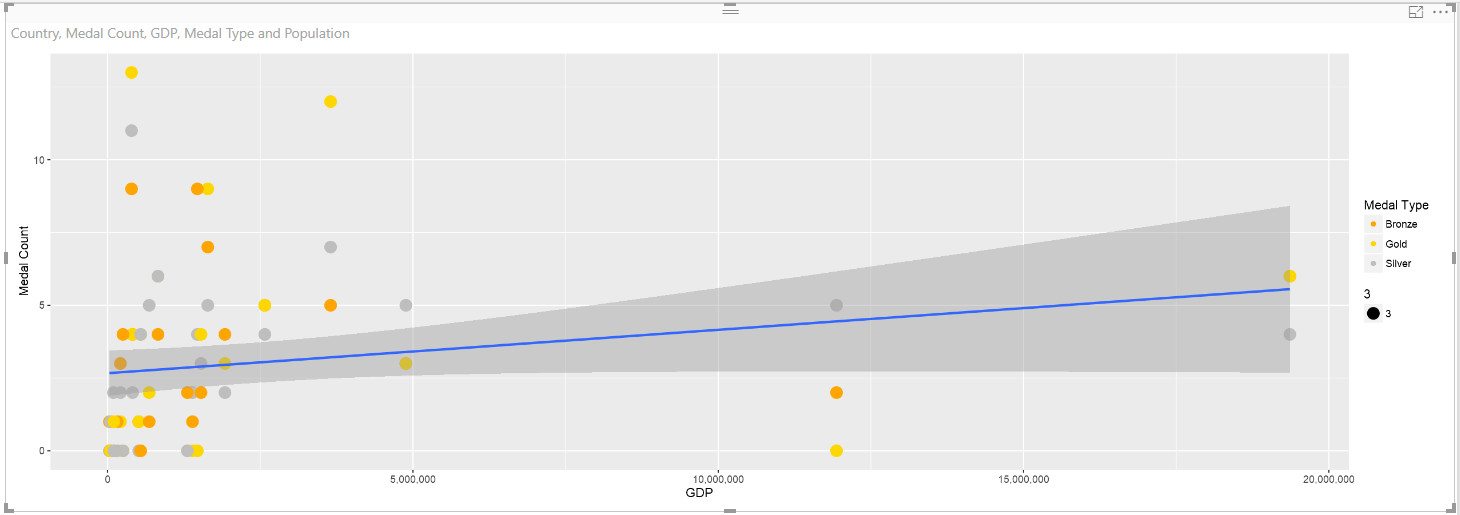 Country, Medal Count, GDP, Medal Type and Population
Medal Count
10
5
0
0
5,000,000
10,000,000
15,000,000
20,000,000
GDP
Medal Type
Bronze
Gold
Silver
3
3